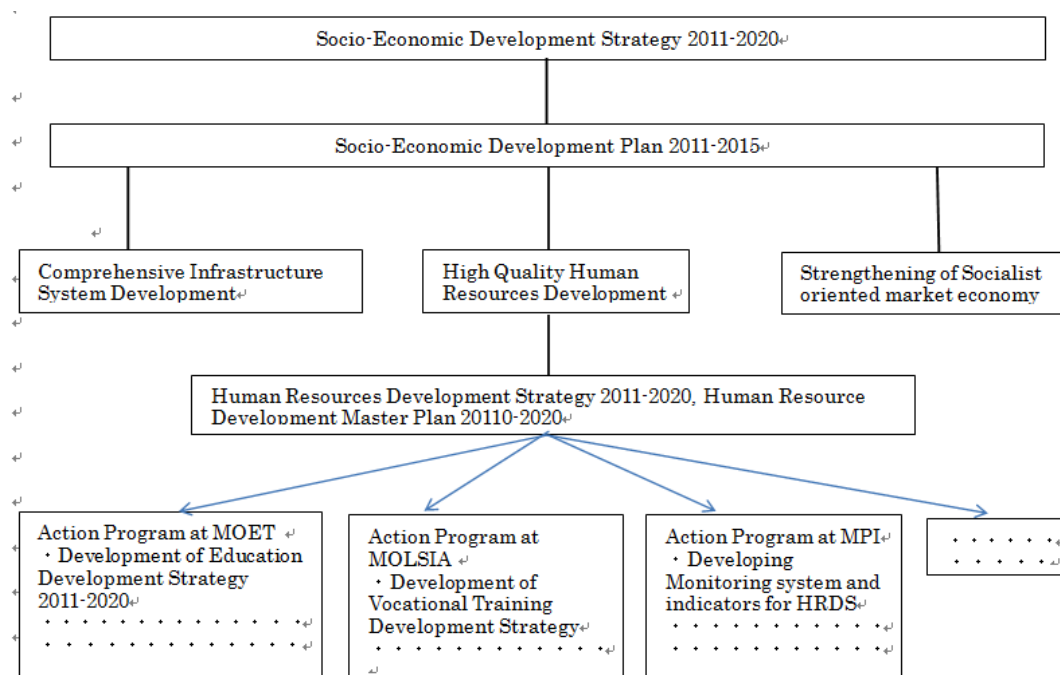 Socio-Economic Development Strategy 2011-2020
Socio-Economic Development Plan 2011-2015
Comprehensive Infrastructure
System Development
High Quality Human
Resources Development
Strengthening of Socialist
oriented market economy
Human Resources Development Strategy 2011-2020, Human Resource
Development Master Plan 20110-2020
Action Program at MOET
・Development of Education
Development Strategy
2011-2020
・・・・・・・・・・・・・・
・・・・・・・・・・・・・・
Action Program at
MOLSIA
・Development of
Vocational Training
Development Strategy
・・・・・・・・・・・・
Action Program at MPI
・Developing
Monitoring system and
indicators for HRDS
・・・・・・・・・・・・
・・・・・・・・・・・・
・・・・・・
・・・・・・